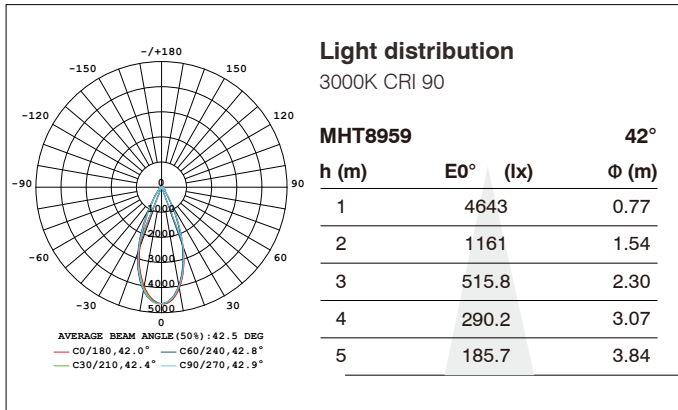 -/+180
-150
150
-120
120
-90
90
-60
60
-30
30
0
0
1000
2000
3000
4000
5000
AVERAGE BEAM ANGLE(50%):42.5 DEG
C0/180,42.0° C60/240,42.8°
C30/210,42.4° C90/270,42.9°
Light distribution
3000K CRI 90
MHT8959 42°
h (m) E0° (lx) Φ (m)
1 4643 0.77
2 1161 1.54
3 515.8 2.30
4 290.2 3.07
5 185.7 3.84